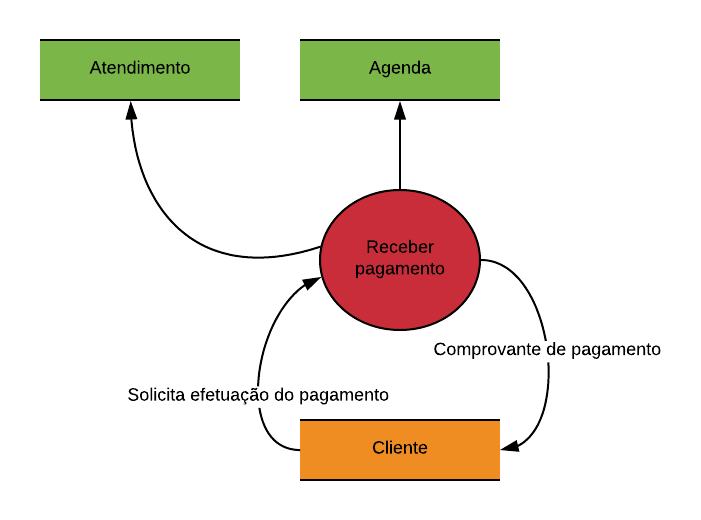 Atendimento
Agenda
Receber
pagamento
Comprovante de pagamento
Solicita efetuação do pagamento
Cliente